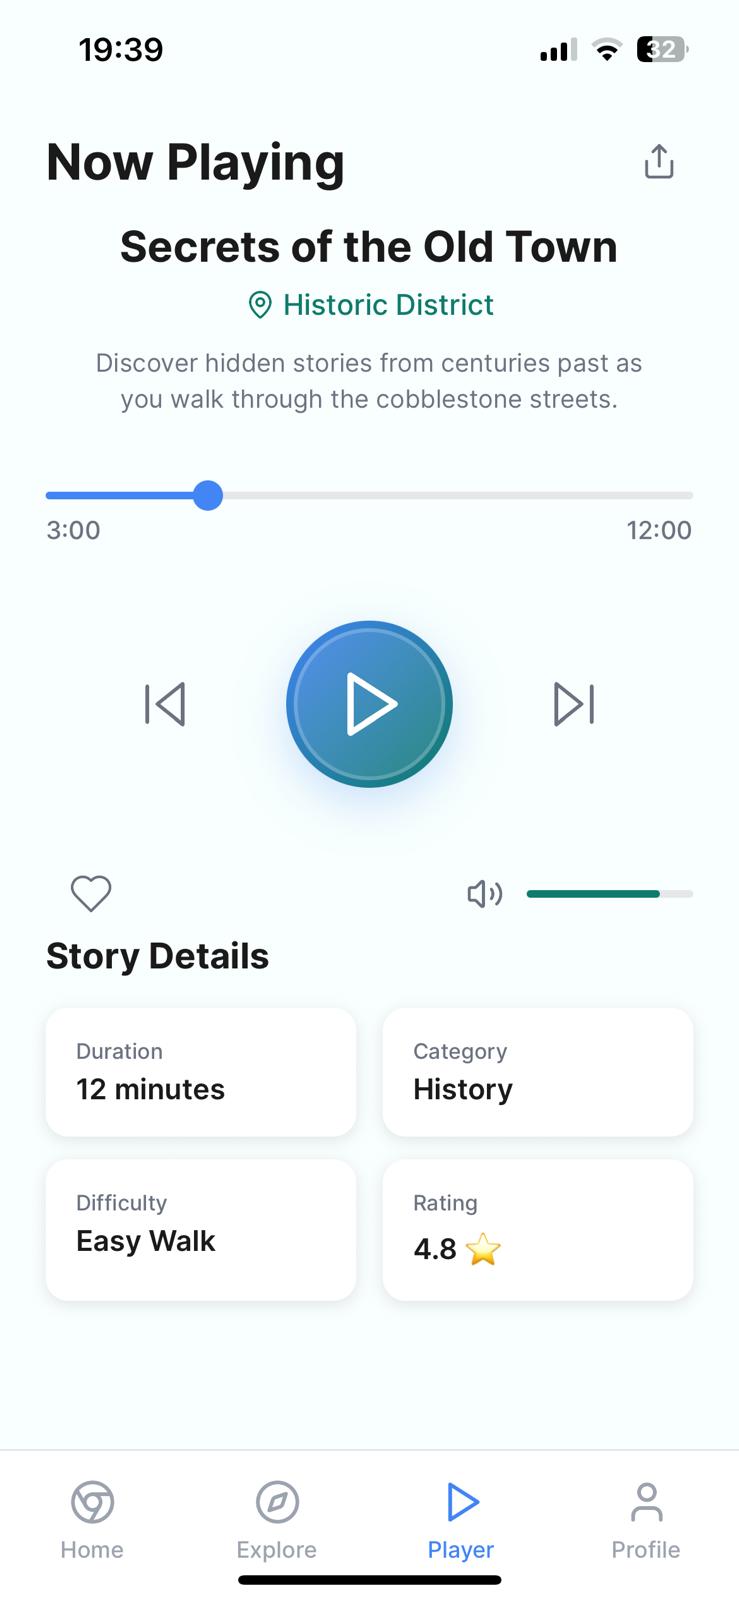 19:39
32
Now Playing
Secrets of the Old Town
Historic District
Discover hidden stories from centuries past as
you walk through the cobblestone streets.
3:00 12:00
Story Details
Duration
12 minutes
Category
History
Difficulty
Easy Walk
Rating
4.8 ⭐
Home Explore Player Profile